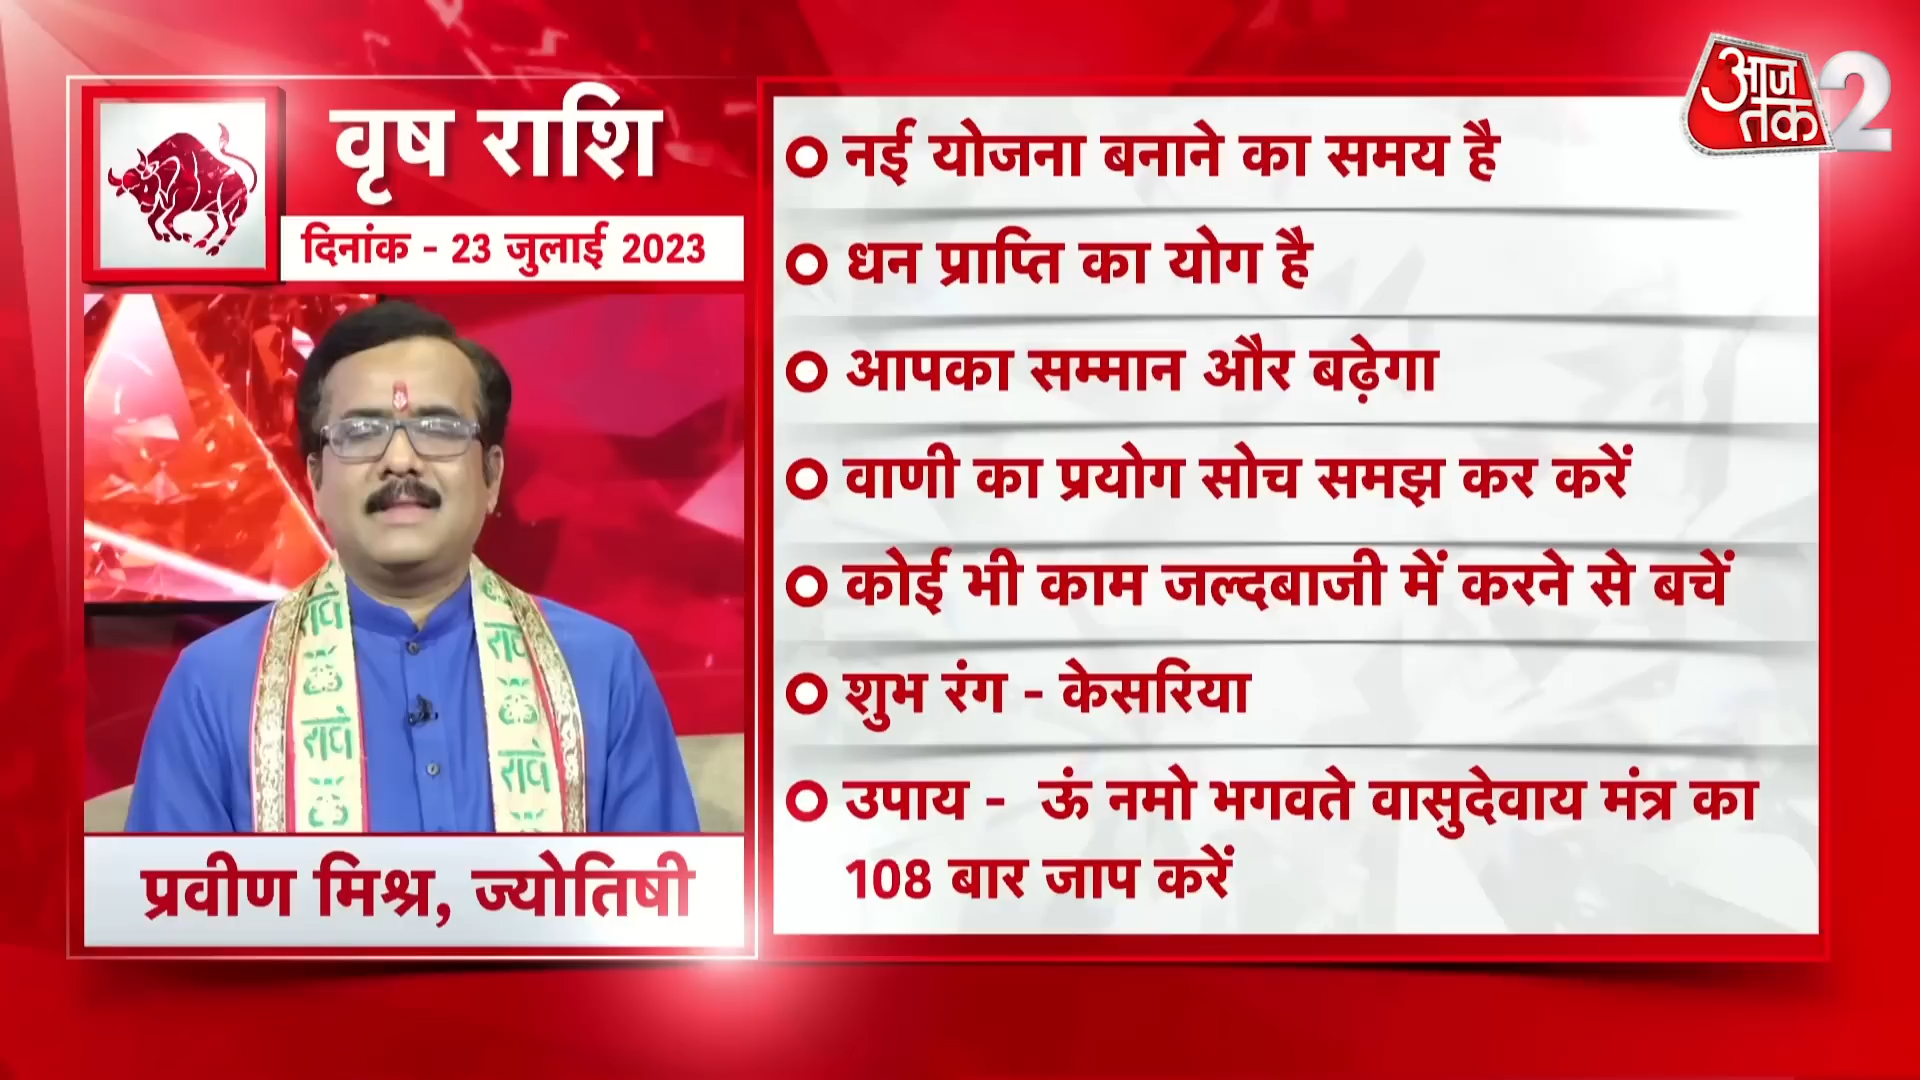 वृष राशि
दिनांक - 23 जुलाई 2023
राधे
राधे
राधे
राधे
प्रवीण मिश्र, ज्योतिषी
आज
तक 2
नई योजना बनाने का समय है
धन प्राप्ति का योग है
आपका सम्मान और बढ़ेगा
वाणी का प्रयोग सोच समझ कर करें
कोई भी काम जल्दबाजी में करने से बचें
शुभ रंग - केसरिया
उपाय - ऊं नमो भगवते वासुदेवाय मंत्र का
108 बार जाप करें